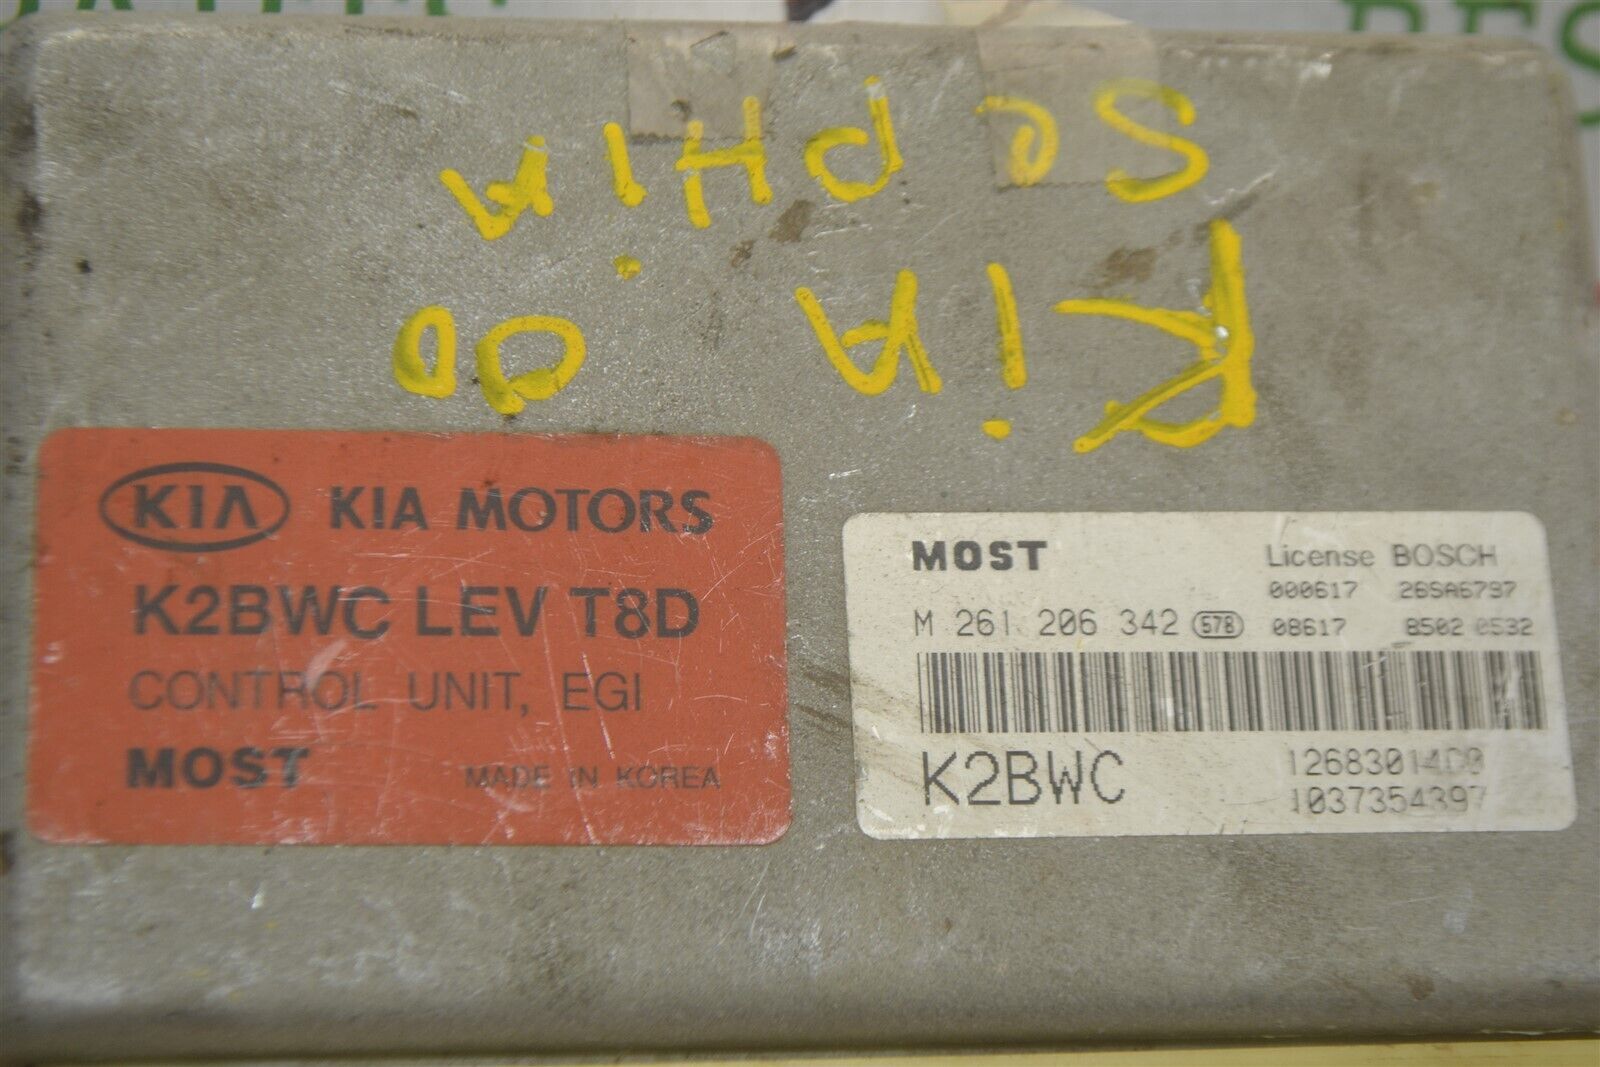 SoPHiA
KiA 00
KIA KIA MOTORS
K2BWC LEV T8D
CONTROL UNIT, EGI
MOST MADE IN KOREA
MOST License BOSCH
000617 26SA6797
M 261 206 342 578 08617 8502 0532
K2BWC 12683014C0
1037354397